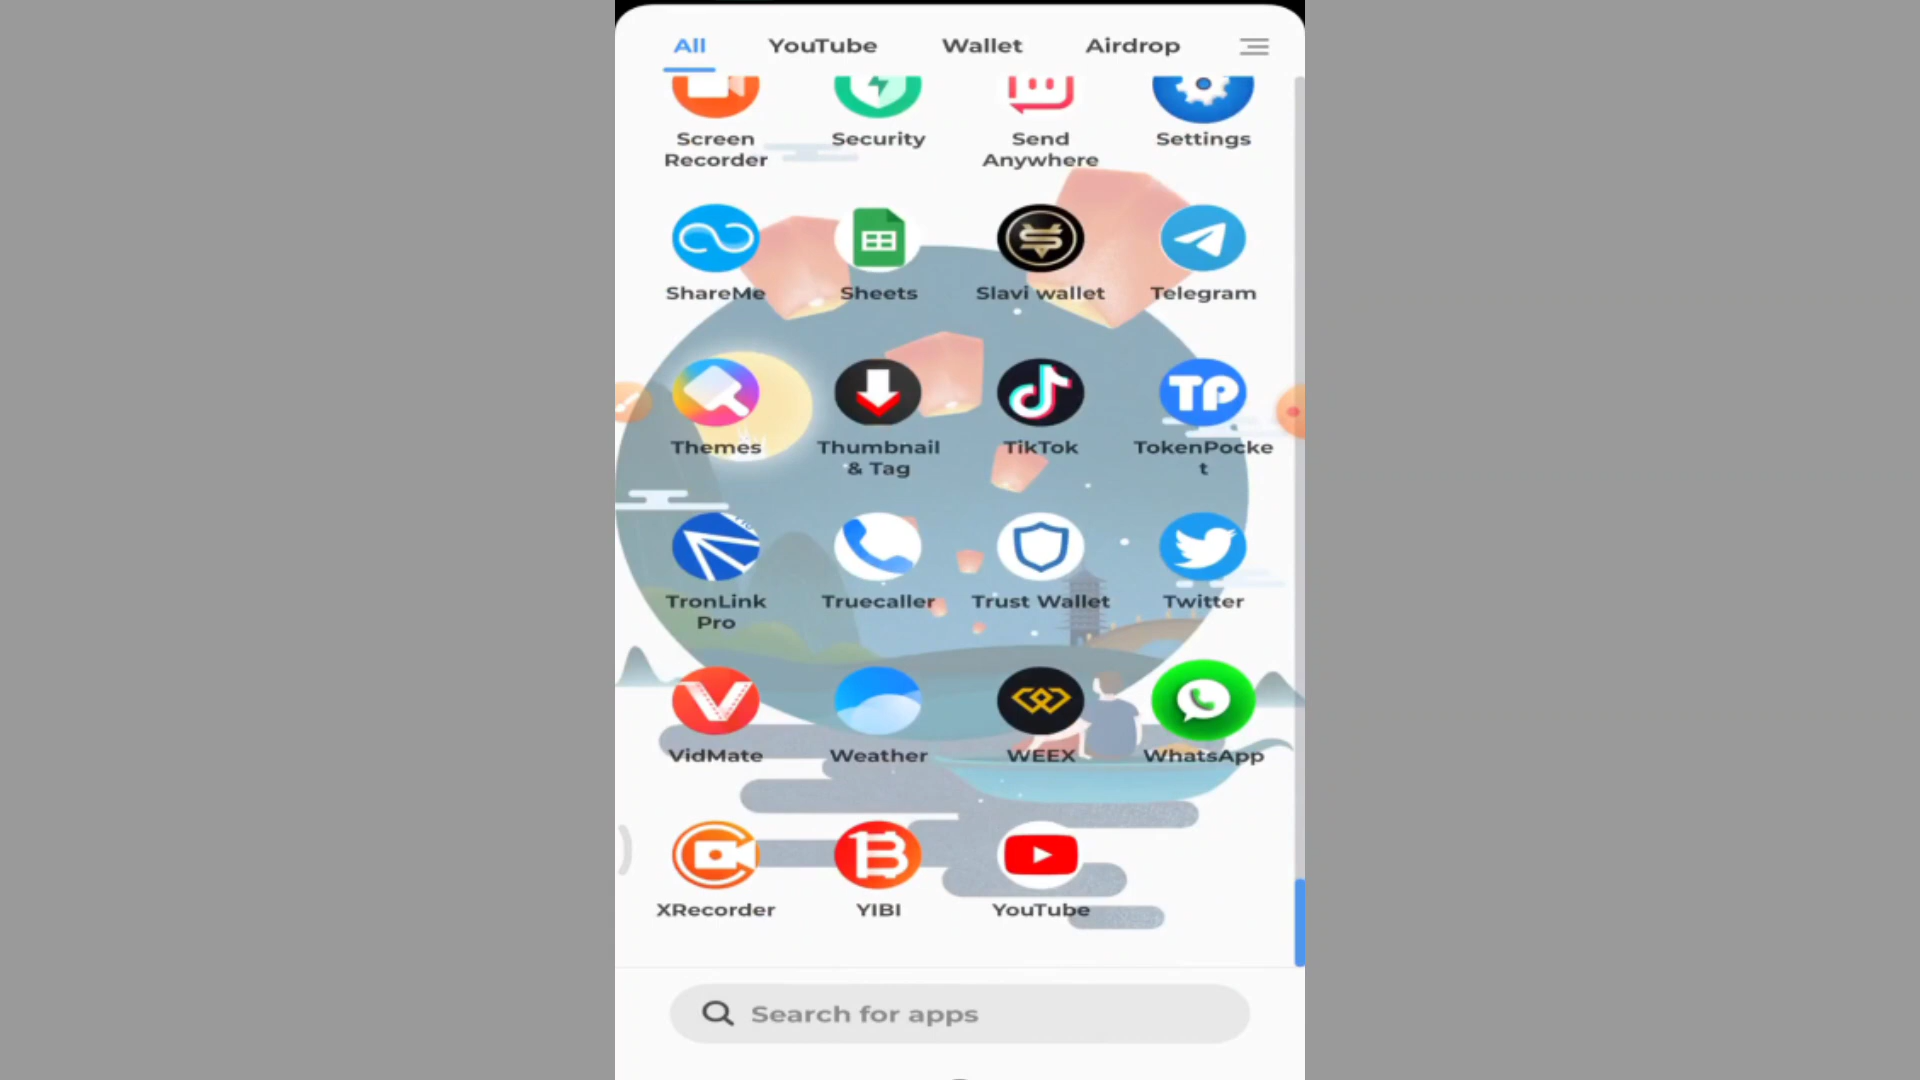 All YouTube Wallet Airdrop
Screen Recorder
Security
Send Anywhere
Settings
ShareMe
Sheets
Slavi wallet
Telegram
Themes
Thumbnail & Tag
TikTok
TP
TokenPocke
t
TronLink Pro
Truecaller
Trust Wallet
Twitter
VidMate
Weather
WEEX
WhatsApp
XRecorder
YIBI
YouTube
Search for apps